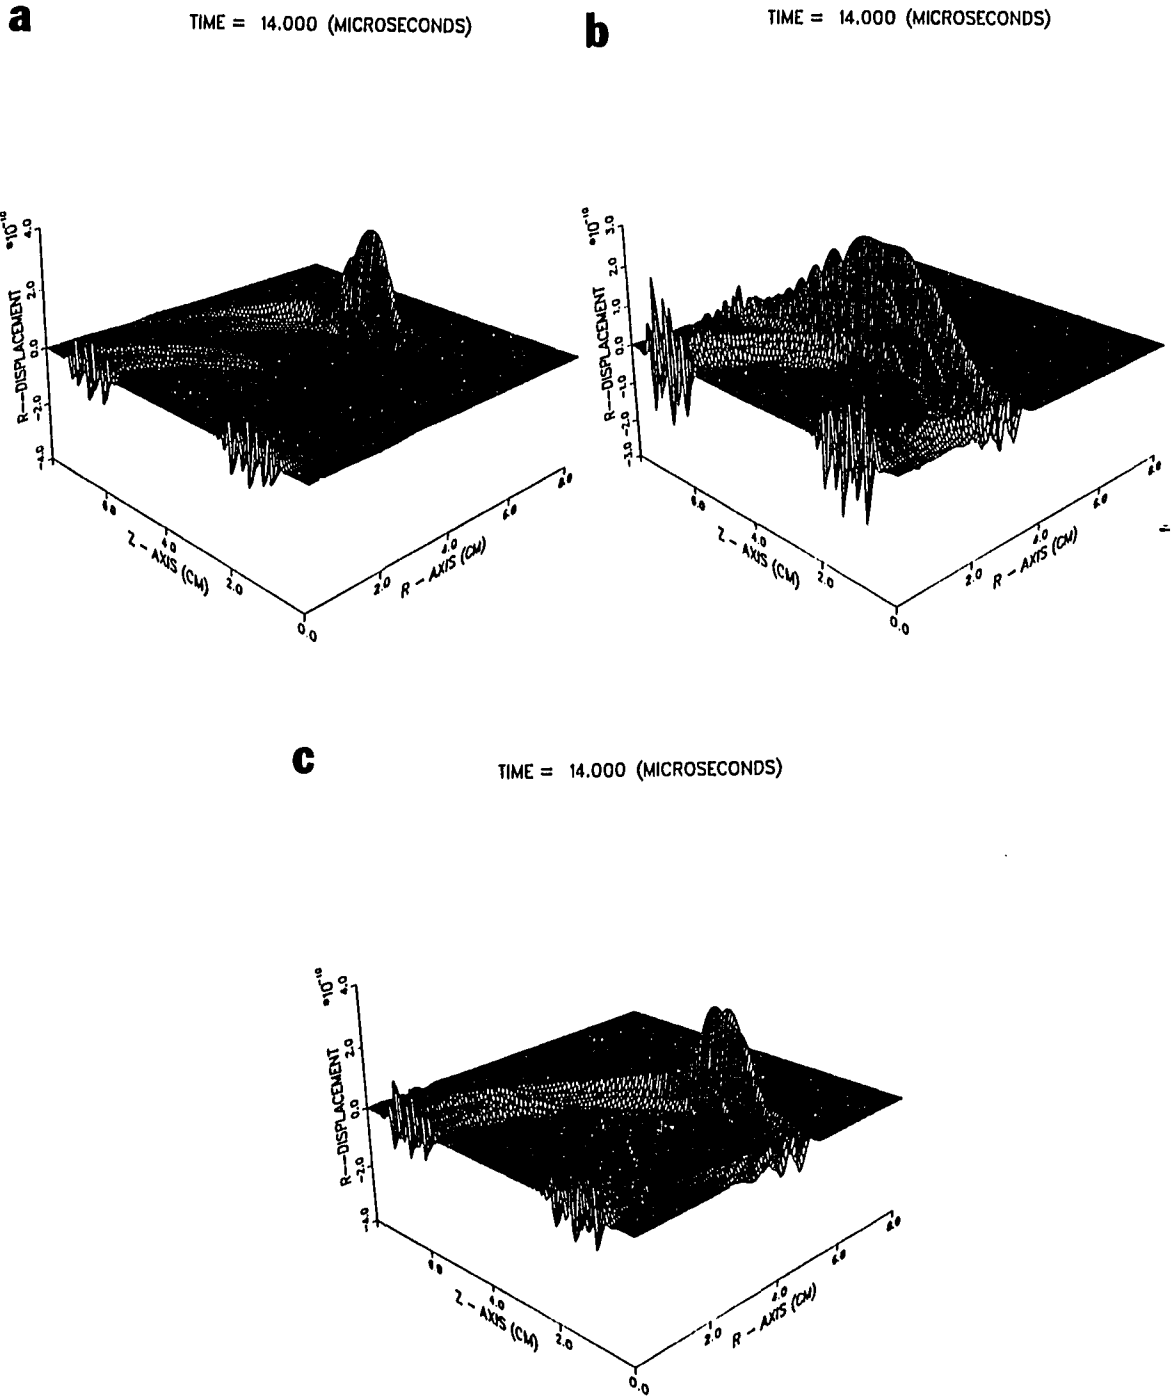 a
TIME = 14.000 (MICROSECONDS)
b
TIME = 14.000 (MICROSECONDS)
*10⁻¹⁰
4.0
2.0
0.0
-2.0
-4.0
R—DISPLACEMENT
4.0
2.0
0.0
Z - AXIS (CM)
2.0
4.0
6.0
R - AXIS (CM)
*10⁻¹⁰
3.0
2.0
1.0
0.0
-1.0
-2.0
-3.0
R—DISPLACEMENT
6.0
4.0
2.0
0.0
Z - AXIS (CM)
2.0
4.0
6.0
R - AXIS (CM)
c
TIME = 14.000 (MICROSECONDS)
*10⁻¹⁰
4.0
2.0
0.0
-2.0
-4.0
R—DISPLACEMENT
4.0
2.0
0.0
Z - AXIS (CM)
2.0
4.0
6.0
R - AXIS (CM)